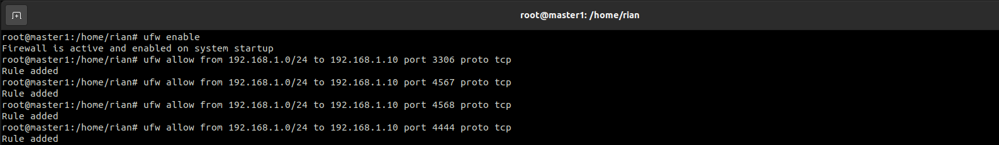 root@master1: /home/rian
root@master1:/home/rian# ufw enable
Firewall is active and enabled on system startup
root@master1:/home/rian# ufw allow from 192.168.1.0/24 to 192.168.1.10 port 3306 proto tcp
Rule added
root@master1:/home/rian# ufw allow from 192.168.1.0/24 to 192.168.1.10 port 4567 proto tcp
Rule added
root@master1:/home/rian# ufw allow from 192.168.1.0/24 to 192.168.1.10 port 4568 proto tcp
Rule added
root@master1:/home/rian# ufw allow from 192.168.1.0/24 to 192.168.1.10 port 4444 proto tcp
Rule added